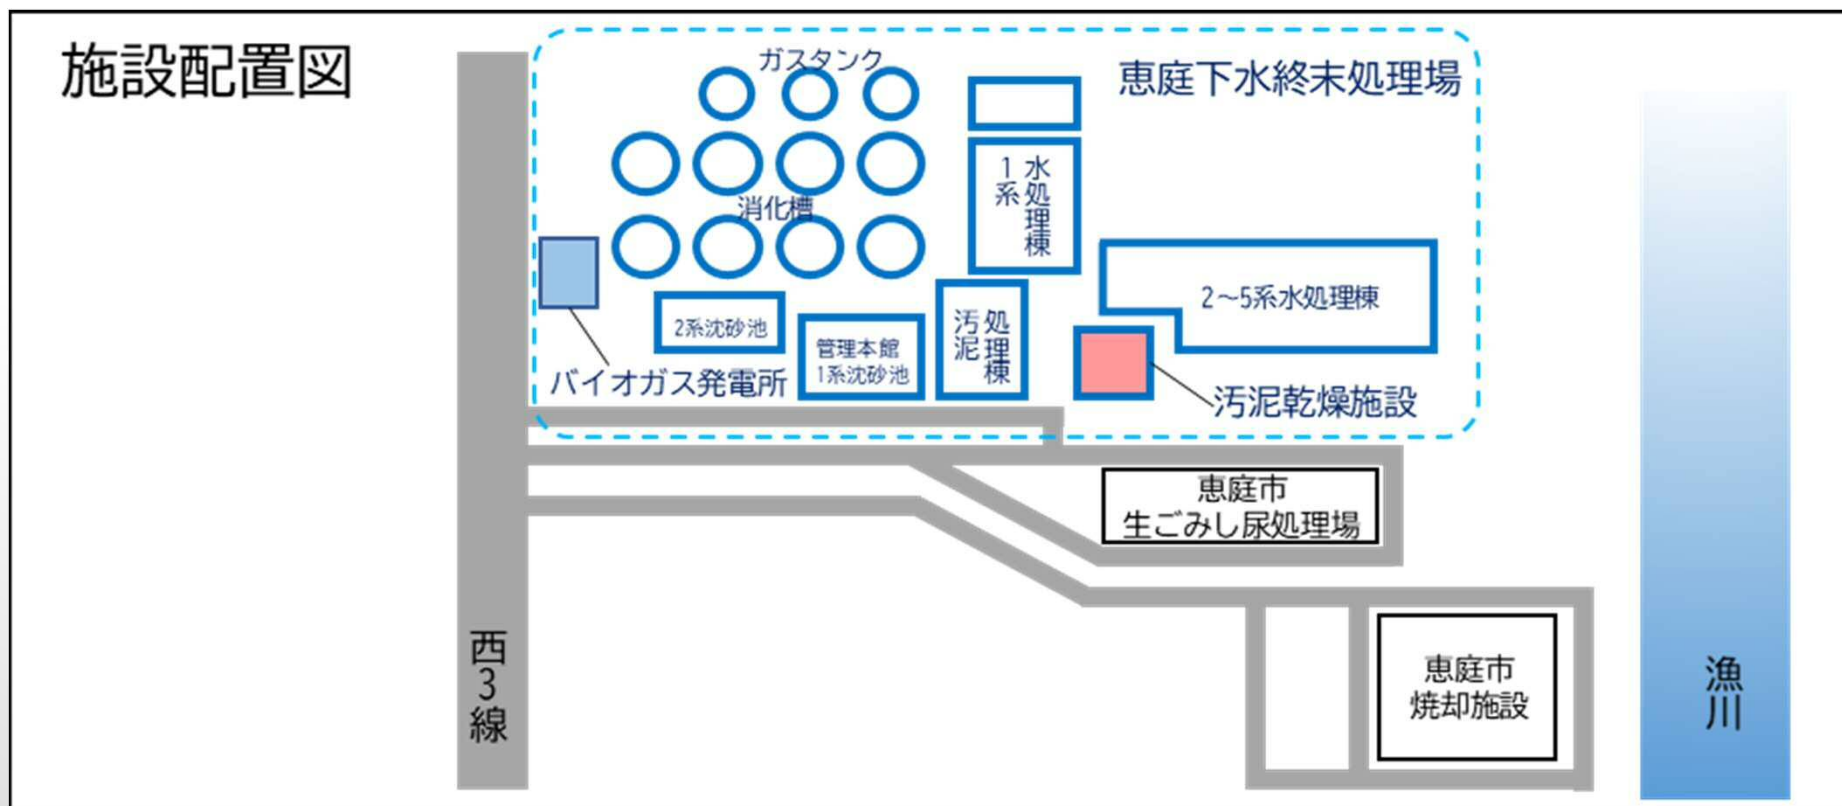 施設配置図
ガスタンク
恵庭下水終末処理場
水処理棟
1系
消化槽
2～5系水処理棟
2系沈砂池
管理本館
1系沈砂池
処理棟
汚泥
バイオガス発電所
汚泥乾燥施設
恵庭市
生ごみし尿処理場
西3線
恵庭市
焼却施設
漁川